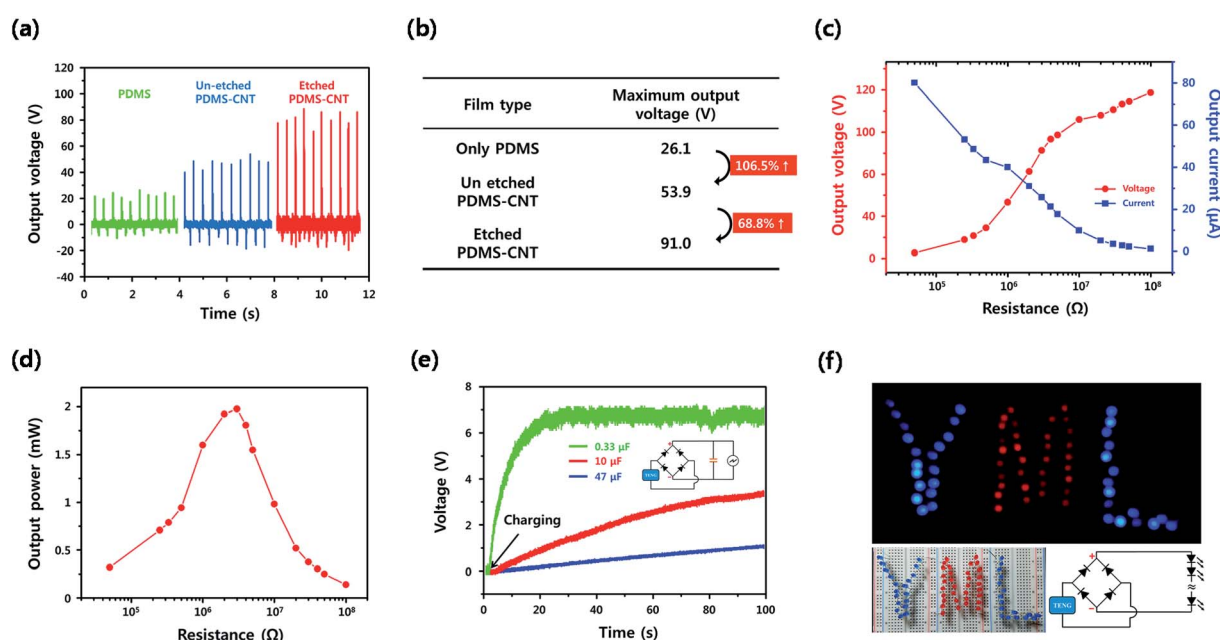 (a)
Output voltage (V)
120
100
80
60
40
20
0
-20
-40
PDMS
Un-etched
PDMS-CNT
Etched
PDMS-CNT
0 2 4 6 8 10 12
Time (s)
(b)
Film type Maximum output
voltage (V)
Only PDMS 26.1
106.5% ↑
Un etched
PDMS-CNT 53.9
68.8% ↑
Etched
PDMS-CNT 91.0
(c)
Output voltage (V)
120
80
40
0
Voltage
Current
80
60
40
20
0
Output current (μA)
10⁵ 10⁶ 10⁷ 10⁸
Resistance (Ω)
(d)
Output power (mW)
2
1.5
1
0.5
0
10⁵ 10⁶ 10⁷ 10⁸
Resistance (Ω)
(e)
Voltage (V)
8
6
4
2
0
0.33 μF
10 μF
47 μF
TENG
+
-
Charging
0 20 40 60 80 100
Time (s)
(f)
YML
YML
TENG
+
-
≈